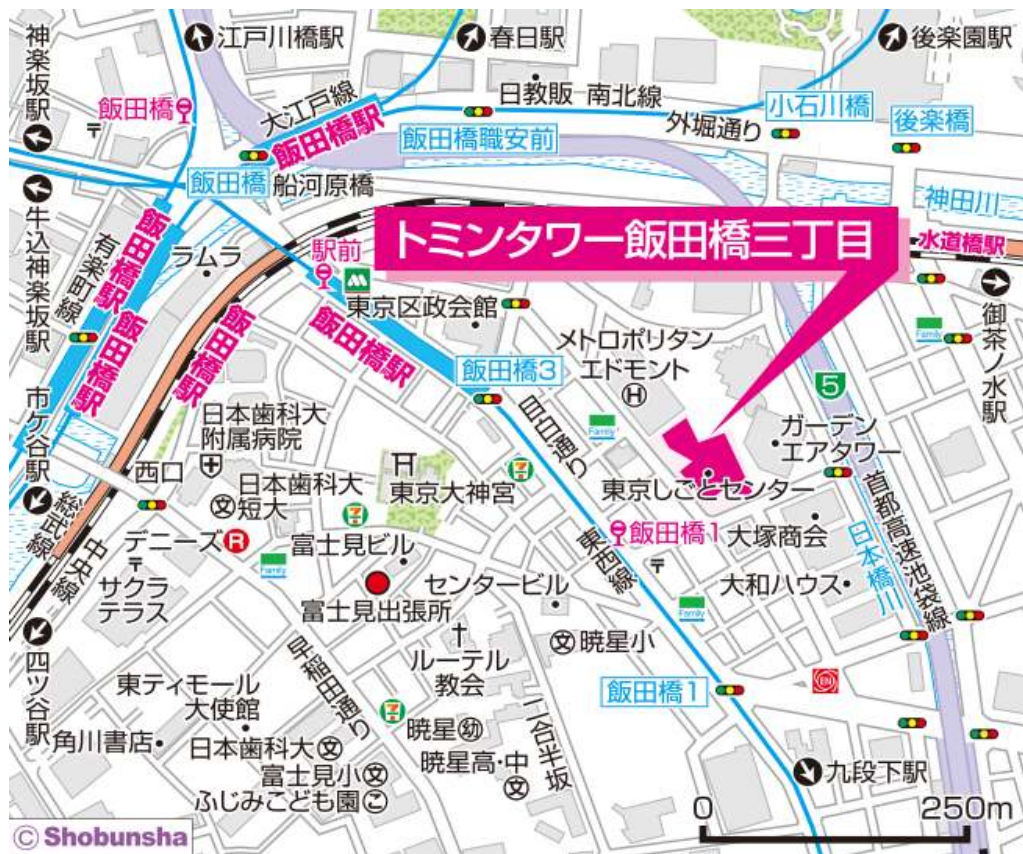 江戸川橋駅
春日駅
後楽園駅
神楽坂駅
飯田橋
大江戸線
飯田橋駅
日教販
南北線
小石川橋
外堀通り
後楽橋
飯田橋職安前
飯田橋
船河原橋
神田川
牛込神楽坂駅
有楽町線
飯田橋駅
飯田橋駅
ラムラ
飯田橋駅
駅前
飯田橋駅
トミンタワー飯田橋三丁目
水道橋駅
東京区政会館
メトロポリタン
エドモント
H
御茶ノ水駅
Family
飯田橋3
目白通り
Family
5
ガーデン
エアタワー
市ケ谷駅
総武線
中央線
西口
日本歯科大
附属病院
日本歯科大
文短大
東京大神宮
7
7
東京しごとセンター
飯田橋1
大塚商会
デニーズ
R
富士見ビル
Family
サクラ
テラス
富士見出張所
センタービル
東西線
大和ハウス
首都高速池袋線
日本橋川
Family
四ツ谷駅
早稲田通り
ルーテル
教会
文暁星小
二合半坂
飯田橋1
EN
東ティモール
大使館
角川書店
日本歯科大文
7
暁星幼
富士見小文
ふじみこども園こ
暁星高・中
文
九段下駅
0
250m
© Shobunsha